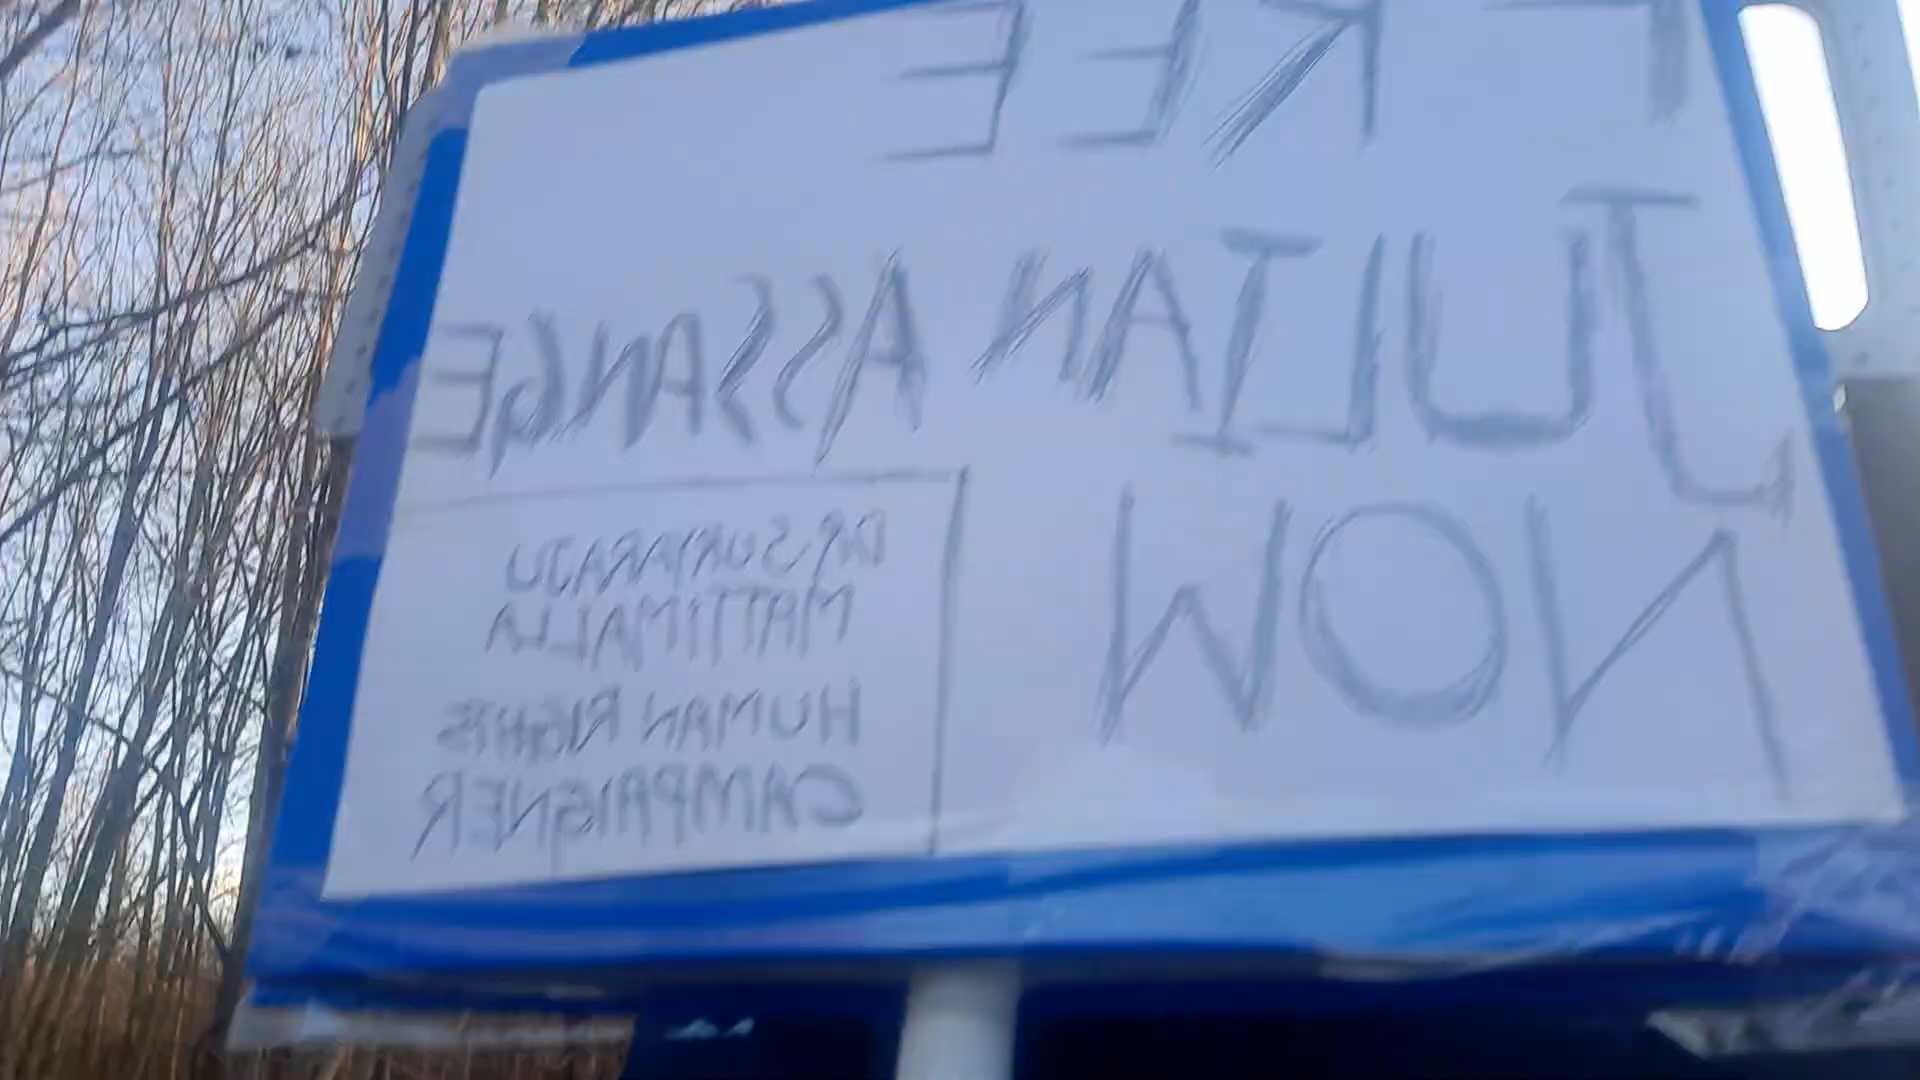 FREE
JULIAN ASSANGE
NOW
DR SURYARAJU
MATTIMALLA
HUMAN RIGHTS
CAMPAIGNER